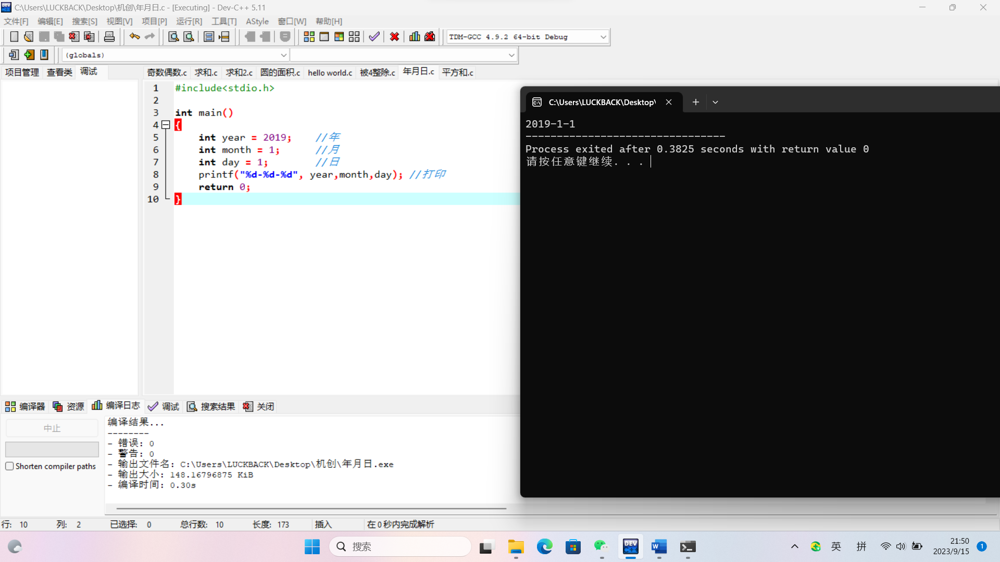 C:\Users\LUCKBACK\Desktop\机创\年月日.c - [Executing] - Dev-C++ 5.11
文件[F] 编辑[E] 搜索[S] 视图[V] 项目[P] 运行[R] 工具[T] AStyle 窗口[W] 帮助[H]
TDM-GCC 4.9.2 64-bit Debug
(globals)
项目管理 查看类 调试
奇数偶数.c 求和.c 求和2.c 圆的面积.c hello world.c 被4整除.c 年月日.c 平方和.c
1 #include<stdio.h>
2
3 int main()
4 {
5 int year = 2019; //年
6 int month = 1; //月
7 int day = 1; //日
8 printf("%d-%d-%d", year,month,day); //打印
9 return 0;
10 }
C:\Users\LUCKBACK\Desktop\
2019-1-1
--------------------------------
Process exited after 0.3825 seconds with return value 0
请按任意键继续. . .
编译器 资源 编译日志 调试 搜索结果 关闭
中止
Shorten compiler paths
编译结果...
--------
- 错误: 0
- 警告: 0
- 输出文件名: C:\Users\LUCKBACK\Desktop\机创\年月日.exe
- 输出大小: 148.16796875 KiB
- 编译时间: 0.30s
行: 10 列: 2 已选择: 0 总行数: 10 长度: 173 插入 在 0 秒内完成解析
搜索
DEV
C++
W
英 拼
21:50
2023/9/15
1